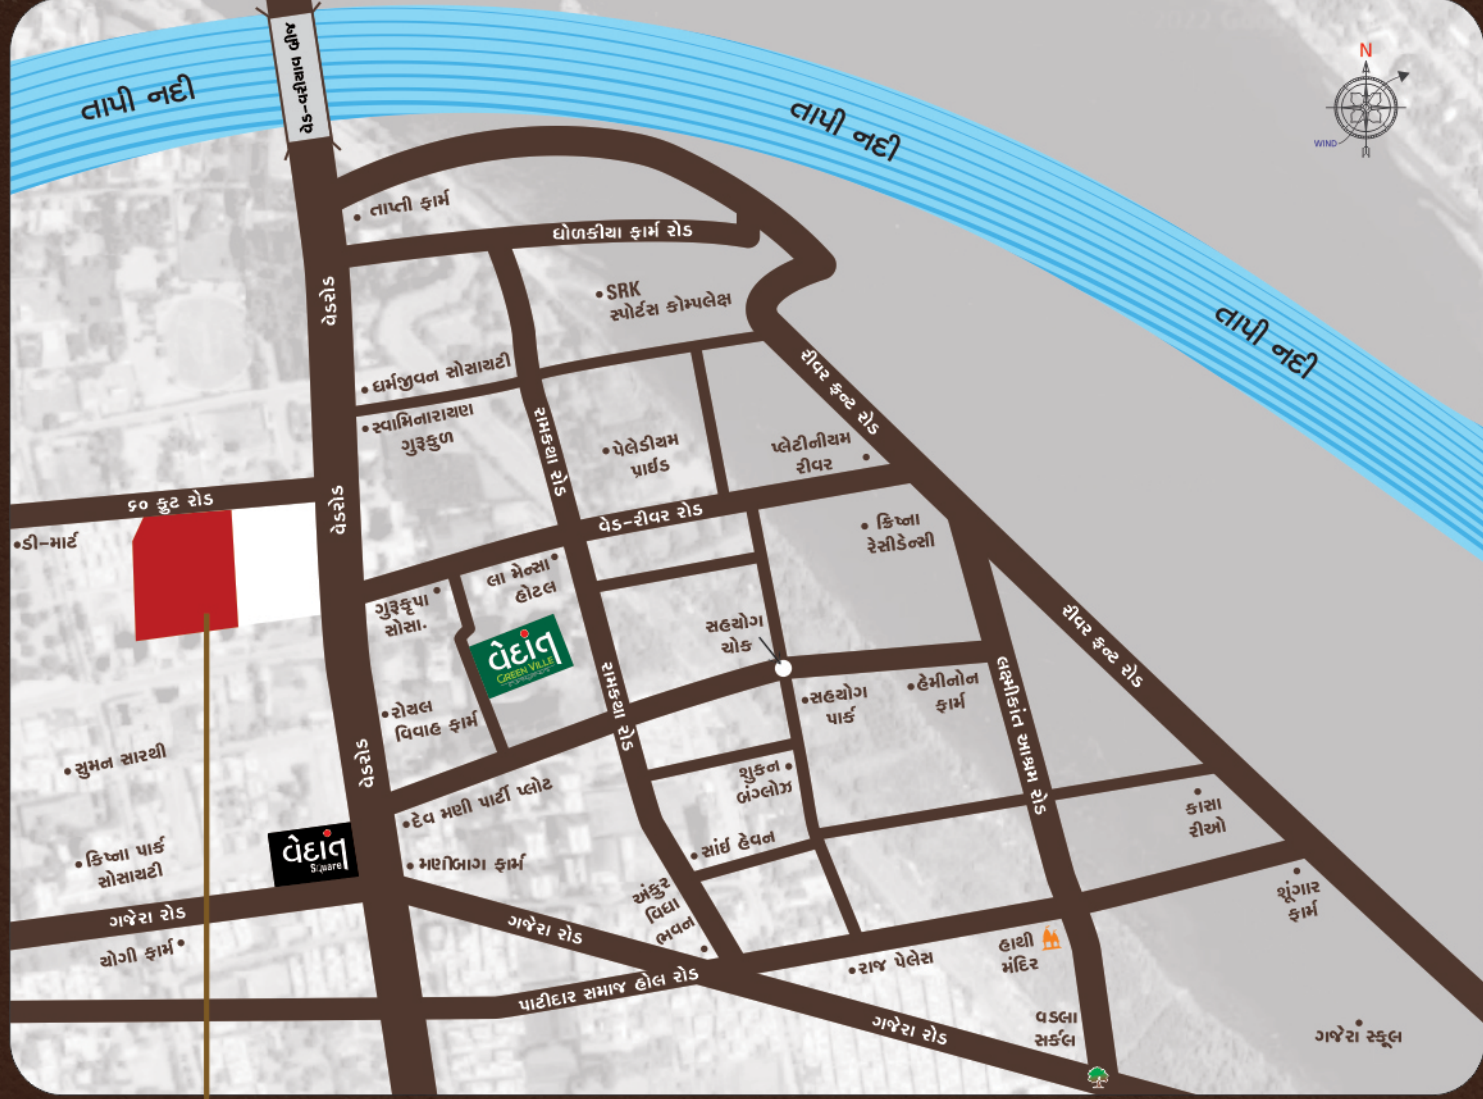 N
WIND
વેડ-વરીયાવ બ્રીજ
તાપી નદી
તાપી નદી
તાપી નદી
તાપ્તી ફાર્મ
ધોળકીયા ફાર્મ રોડ
વેડરોડ
SRK
સ્પોર્ટસ કોમ્પલેક્ષ
ધર્મજીવન સોસાયટી
સ્વામિનારાયણ
ગુરૂકુળ
રામકથા રોડ
પેલેડીયમ
પ્રાઈડ
પ્લેટીનીયમ
રીવર
રીવર ફ્રન્ટ રોડ
૬૦ ફુટ રોડ
વેડરોડ
વેડ-રીવર રોડ
ક્રિષ્ના
રેસીડેન્સી
ડી-માર્ટ
ગુરૂકૃપા
સોસા.
લા મેન્સા
હોટલ
વેદાંત
GREEN VILLE
સહયોગ
ચોક
રીવર ફ્રન્ટ રોડ
રોયલ
વિવાહ ફાર્મ
રામકથા રોડ
સહયોગ
પાર્ક
હેમીનોન
ફાર્મ
લક્ષ્મીકાંત આશ્રમ રોડ
સુમન સારથી
વેડરોડ
દેવ મણી પાર્ટી પ્લોટ
શુકન
બંગ્લોઝ
કાસા
રીઓ
ક્રિષ્ના પાર્ક
સોસાયટી
વેદાંત
Square
મણીબાગ ફાર્મ
સાંઈ હેવન
અંકુર
વિદ્યા
ભવન
શૃંગાર
ફાર્મ
ગજેરા રોડ
ગજેરા રોડ
યોગી ફાર્મ
પાટીદાર સમાજ હોલ રોડ
રાજ પેલેસ
હાથી
મંદિર
ગજેરા રોડ
વડલા
સર્કલ
ગજેરા સ્કૂલ